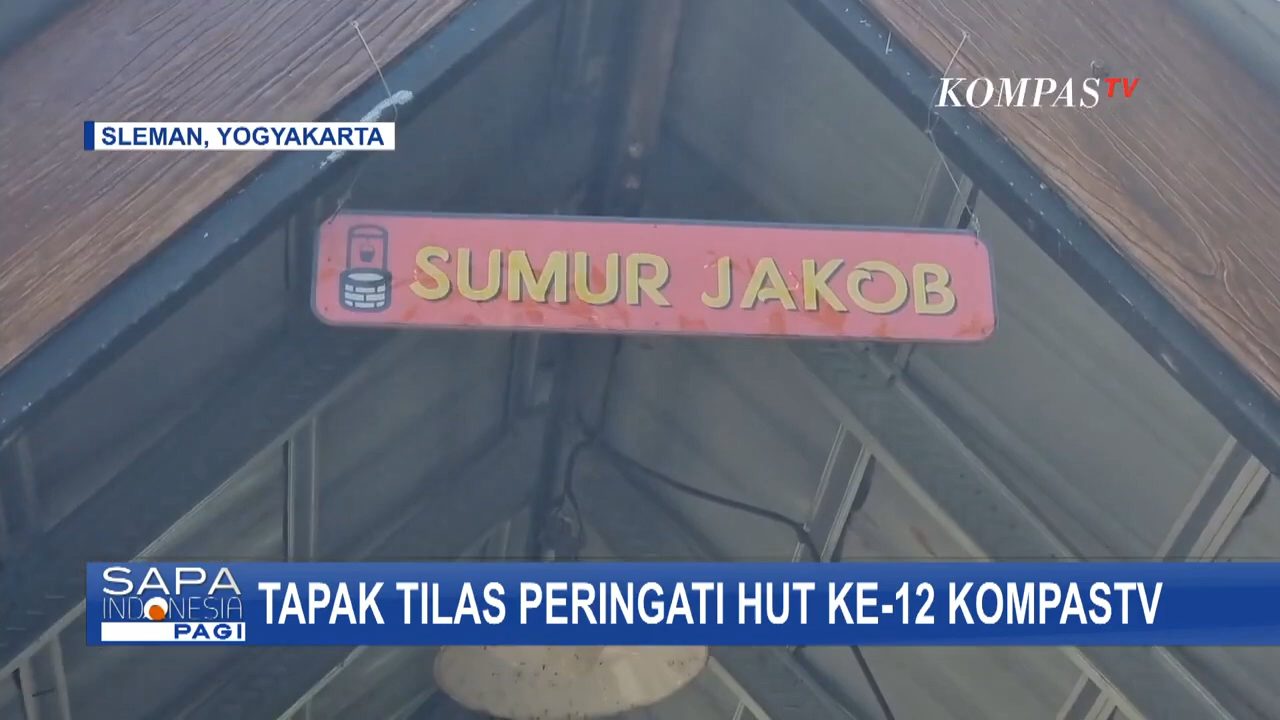 KOMPASTV
SLEMAN, YOGYAKARTA
SUMUR JAKOB
SAPA
INDONESIA
PAGI
TAPAK TILAS PERINGATI HUT KE-12 KOMPASTV